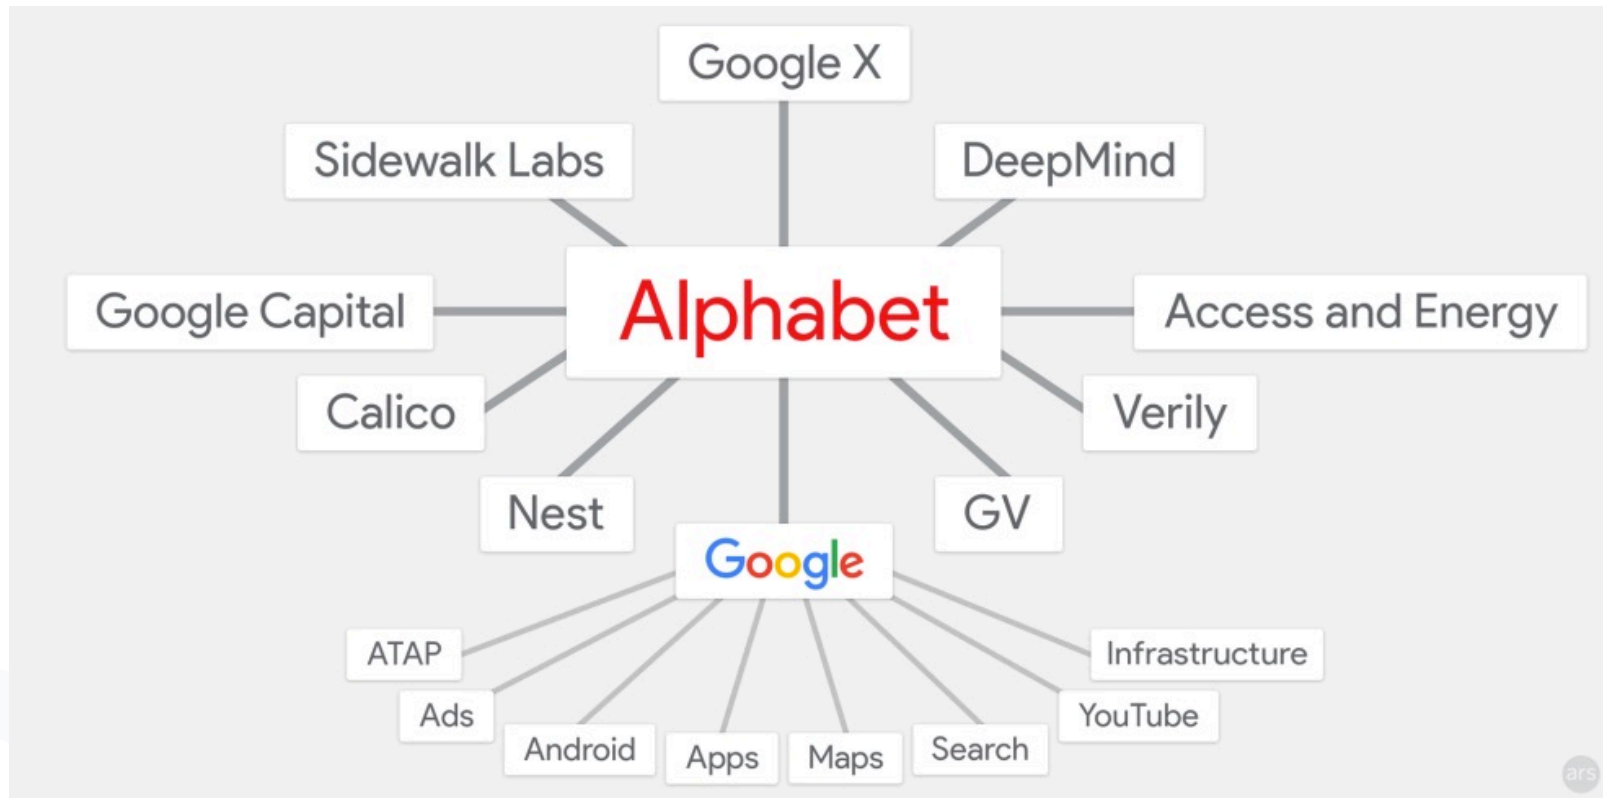 Google X
Sidewalk Labs
DeepMind
Alphabet
Google Capital
Access and Energy
Calico
Verily
Nest
GV
Google
ATAP
Infrastructure
Ads
YouTube
Android
Apps
Maps
Search
ars